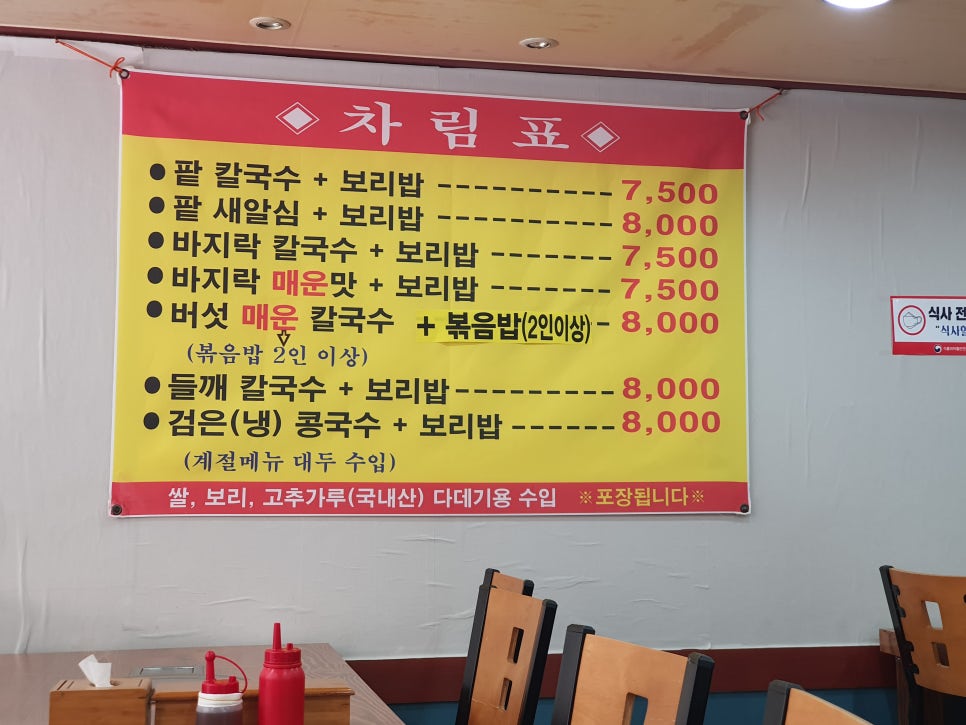 ◈ 차 림 표 ◈
● 팥 칼국수 + 보리밥 ---------- 7,500
● 팥 새알심 + 보리밥 ---------- 8,000
● 바지락 칼국수 + 보리밥 ------- 7,500
● 바지락 매운맛 + 보리밥 ------- 7,500
● 버섯 매운 칼국수 + 볶음밥(2인이상) - 8,000
(볶음밥 2인 이상)
● 들깨 칼국수 + 보리밥 --------- 8,000
● 검은(냉) 콩국수 + 보리밥 ------ 8,000
(계절메뉴 대두 수입)
쌀, 보리, 고추가루(국내산) 다데기용 수입 ※포장됩니다※
식사 전